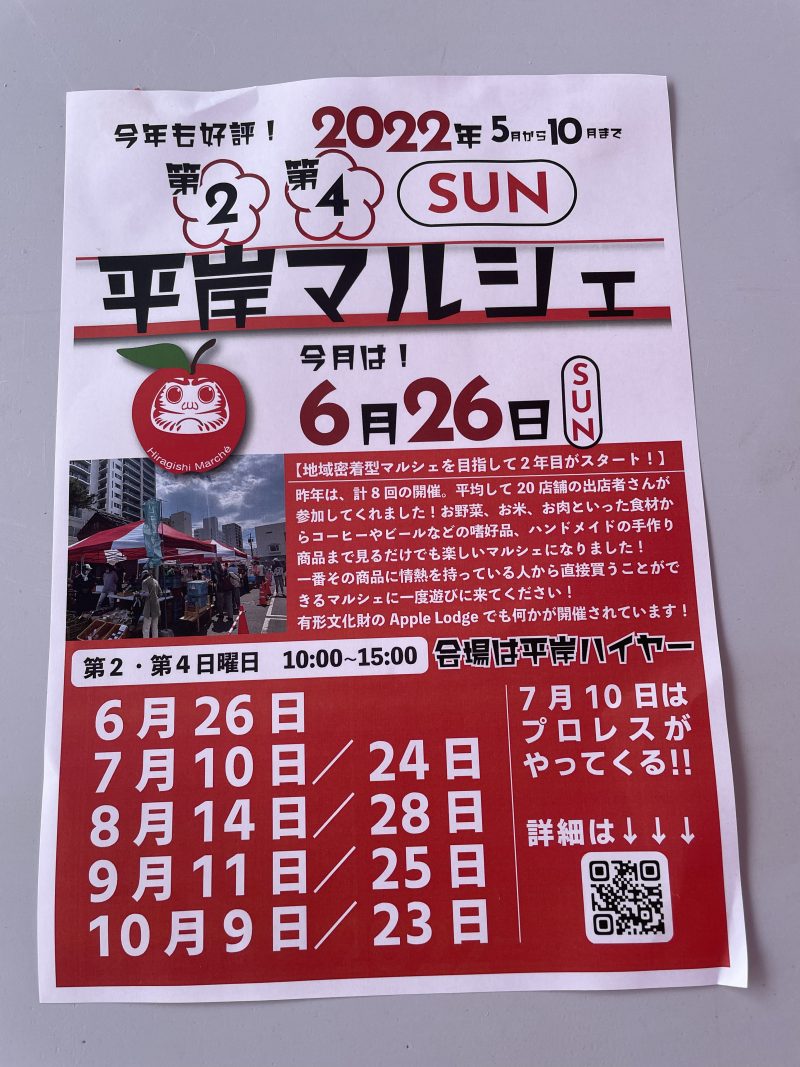 今年も好評！ 2022年 5月から10月まで
第2 第4 SUN
平岸マルシェ
今月は！
6月26日 SUN
Hiragishi Marché
【地域密着型マルシェを目指して２年目がスタート！】
昨年は、計８回の開催。平均して 20 店舗の出店者さんが
参加してくれました！お野菜、お米、お肉といった食材か
らコーヒーやビールなどの嗜好品、ハンドメイドの手作り
商品まで見るだけでも楽しいマルシェになりました！
一番その商品に情熱を持っている人から直接買うことがで
きるマルシェに一度遊びに来てください！
有形文化財の Apple Lodge でも何かが開催されています！
第２・第４日曜日 10:00~15:00 会場は平岸ハイヤー
6月26日
7月10日／24日
8月14日／28日
9月11日／25日
10月9日／23日
7月10日は
プロレスが
やってくる!!
詳細は↓↓↓